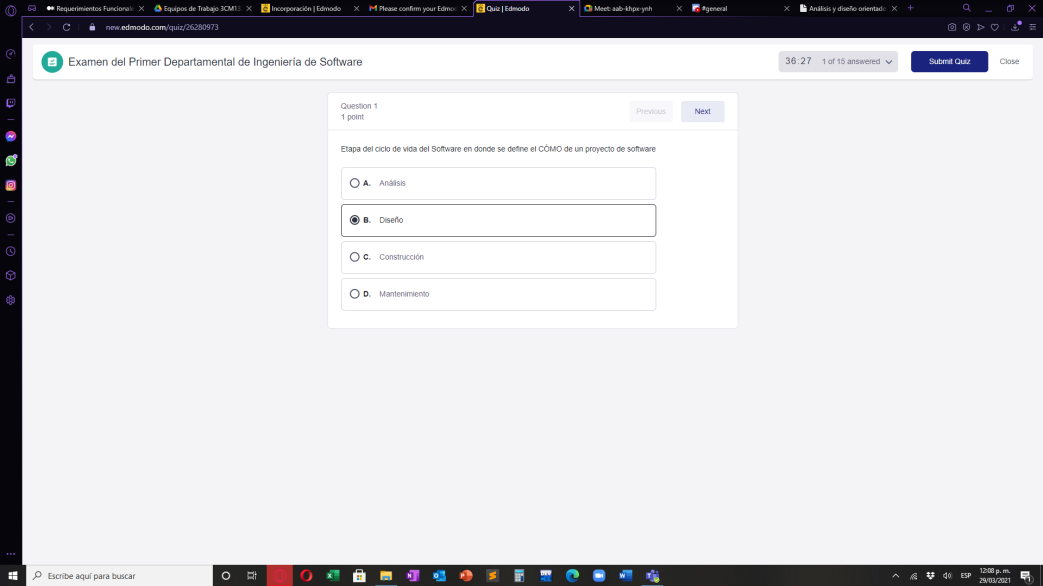 Requerimientos Funcionale
Equipos de Trabajo 3CM13
Incorporación | Edmodo
Please confirm your Edmod
Quiz | Edmodo
Meet: aab-khpx-ynh
#general
Análisis y diseño orientado
new.edmodo.com/quiz/26280973
Examen del Primer Departamental de Ingeniería de Software
36:27 1 of 15 answered
Submit Quiz
Close
Question 1
1 point
Previous
Next
Etapa del ciclo de vida del Software en donde se define el CÓMO de un proyecto de software
A. Análisis
B. Diseño
C. Construcción
D. Mantenimiento
Escribe aquí para buscar
ESP
12:08 p. m.
29/03/2021